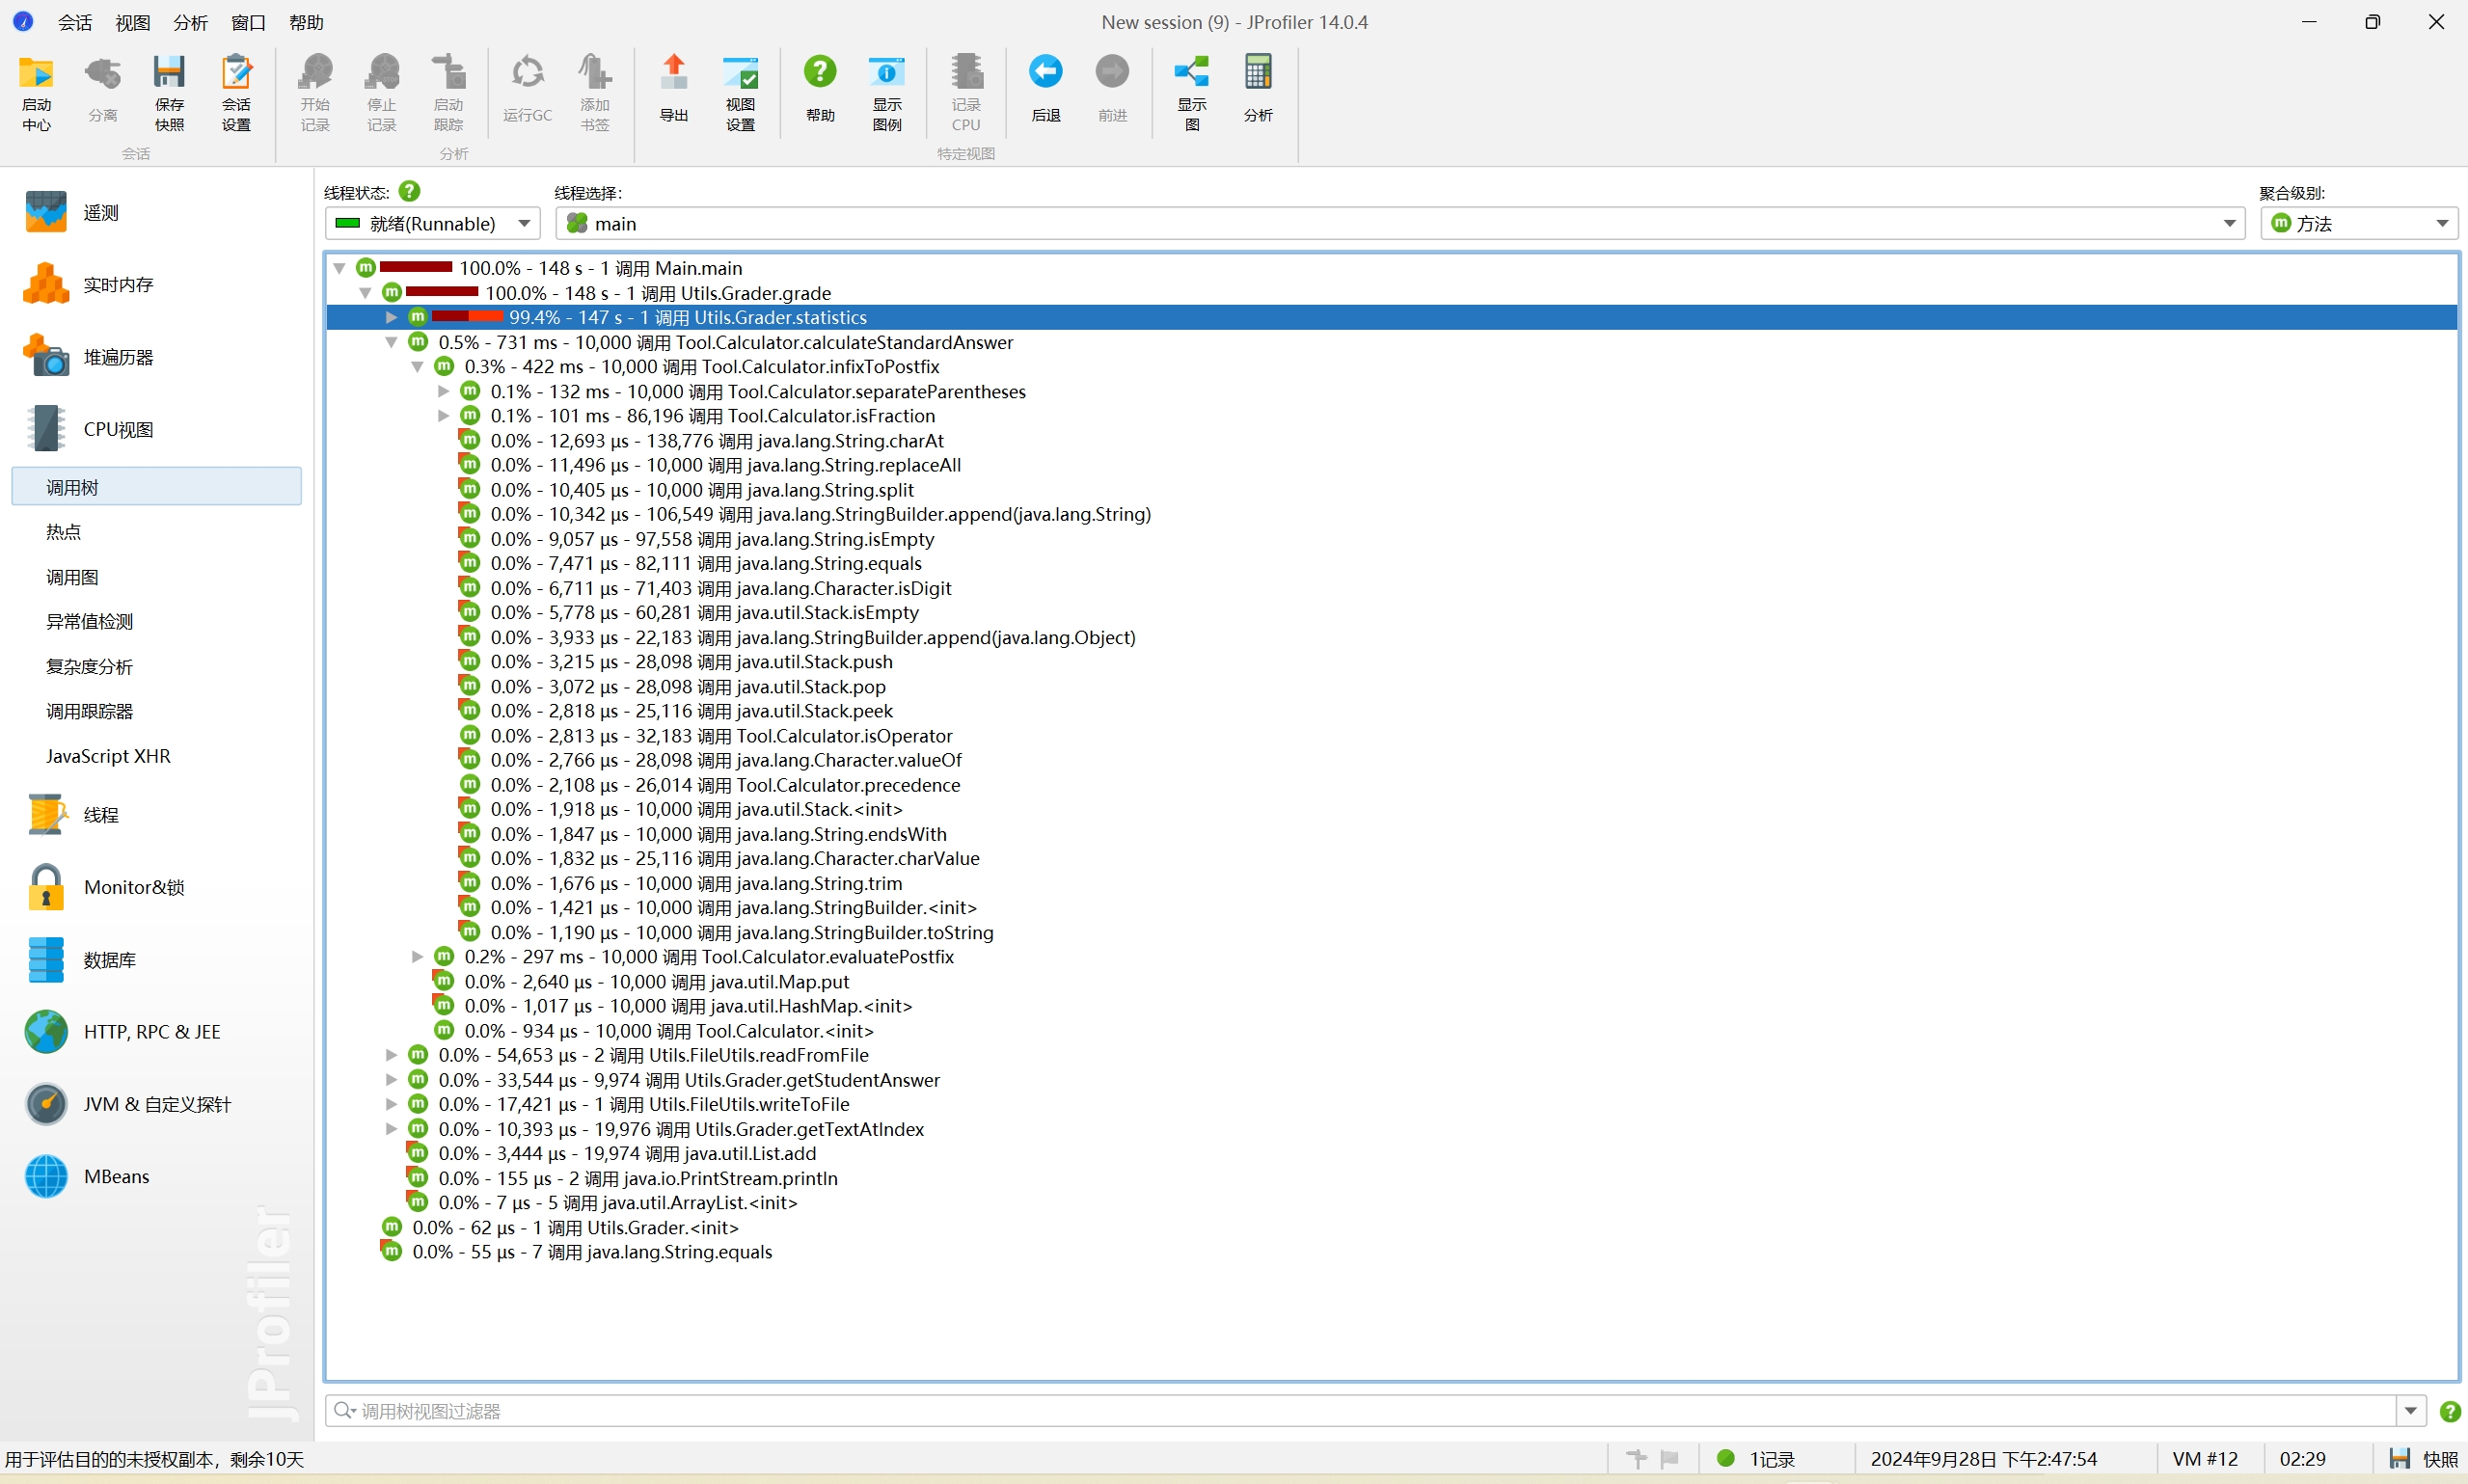 会话 视图 分析 窗口 帮助 New session (9) - JProfiler 14.0.4
启动中心 分离 保存快照 会话设置 开始记录 停止记录 启动跟踪 运行GC 添加书签 导出 视图设置 帮助 显示图例 记录CPU 后退 前进 显示图 分析
会话 分析 特定视图
遥测
实时内存
堆遍历器
CPU视图
调用树
热点
调用图
异常值检测
复杂度分析
调用跟踪器
JavaScript XHR
线程
Monitor&锁
数据库
HTTP, RPC & JEE
JVM & 自定义探针
MBeans
JProfiler
线程状态: ? 线程选择: 聚合级别:
就绪(Runnable) main m 方法
100.0% - 148 s - 1 调用 Main.main
100.0% - 148 s - 1 调用 Utils.Grader.grade
99.4% - 147 s - 1 调用 Utils.Grader.statistics
0.5% - 731 ms - 10,000 调用 Tool.Calculator.calculateStandardAnswer
0.3% - 422 ms - 10,000 调用 Tool.Calculator.infixToPostfix
0.1% - 132 ms - 10,000 调用 Tool.Calculator.separateParentheses
0.1% - 101 ms - 86,196 调用 Tool.Calculator.isFraction
0.0% - 12,693 µs - 138,776 调用 java.lang.String.charAt
0.0% - 11,496 µs - 10,000 调用 java.lang.String.replaceAll
0.0% - 10,405 µs - 10,000 调用 java.lang.String.split
0.0% - 10,342 µs - 106,549 调用 java.lang.StringBuilder.append(java.lang.String)
0.0% - 9,057 µs - 97,558 调用 java.lang.String.isEmpty
0.0% - 7,471 µs - 82,111 调用 java.lang.String.equals
0.0% - 6,711 µs - 71,403 调用 java.lang.Character.isDigit
0.0% - 5,778 µs - 60,281 调用 java.util.Stack.isEmpty
0.0% - 3,933 µs - 22,183 调用 java.lang.StringBuilder.append(java.lang.Object)
0.0% - 3,215 µs - 28,098 调用 java.util.Stack.push
0.0% - 3,072 µs - 28,098 调用 java.util.Stack.pop
0.0% - 2,818 µs - 25,116 调用 java.util.Stack.peek
0.0% - 2,813 µs - 32,183 调用 Tool.Calculator.isOperator
0.0% - 2,766 µs - 28,098 调用 java.lang.Character.valueOf
0.0% - 2,108 µs - 26,014 调用 Tool.Calculator.precedence
0.0% - 1,918 µs - 10,000 调用 java.util.Stack.<init>
0.0% - 1,847 µs - 10,000 调用 java.lang.String.endsWith
0.0% - 1,832 µs - 25,116 调用 java.lang.Character.charValue
0.0% - 1,676 µs - 10,000 调用 java.lang.String.trim
0.0% - 1,421 µs - 10,000 调用 java.lang.StringBuilder.<init>
0.0% - 1,190 µs - 10,000 调用 java.lang.StringBuilder.toString
0.2% - 297 ms - 10,000 调用 Tool.Calculator.evaluatePostfix
0.0% - 2,640 µs - 10,000 调用 java.util.Map.put
0.0% - 1,017 µs - 10,000 调用 java.util.HashMap.<init>
0.0% - 934 µs - 10,000 调用 Tool.Calculator.<init>
0.0% - 54,653 µs - 2 调用 Utils.FileUtils.readFromFile
0.0% - 33,544 µs - 9,974 调用 Utils.Grader.getStudentAnswer
0.0% - 17,421 µs - 1 调用 Utils.FileUtils.writeToFile
0.0% - 10,393 µs - 19,976 调用 Utils.Grader.getTextAtIndex
0.0% - 3,444 µs - 19,974 调用 java.util.List.add
0.0% - 155 µs - 2 调用 java.io.PrintStream.println
0.0% - 7 µs - 5 调用 java.util.ArrayList.<init>
0.0% - 62 µs - 1 调用 Utils.Grader.<init>
0.0% - 55 µs - 7 调用 java.lang.String.equals
调用树视图过滤器 ?
用于评估目的的未授权副本，剩余10天 1记录 2024年9月28日 下午2:47:54 VM #12 02:29 快照